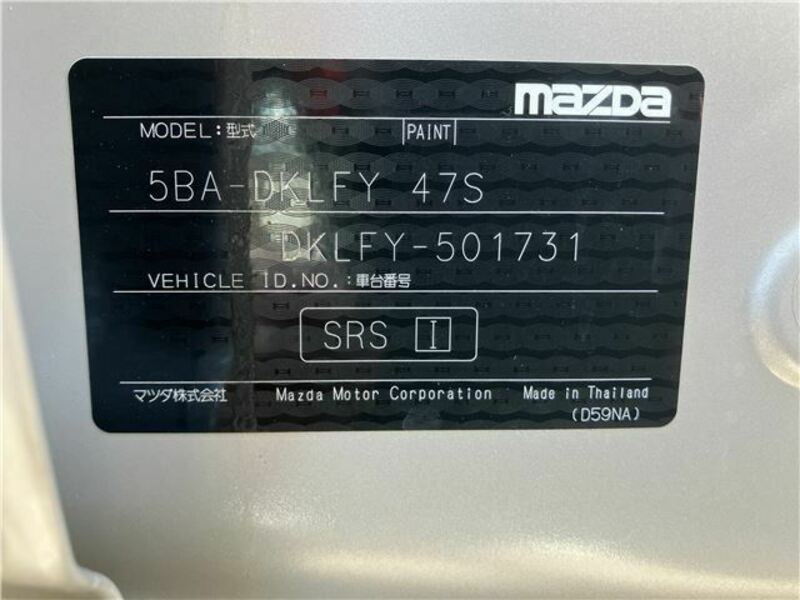 mazda
MODEL:型式 PAINT
5BA-DKLFY 47S
DKLFY-501731
VEHICLE ID.NO.:車台番号
SRS I
マツダ株式会社 Mazda Motor Corporation Made in Thailand
(D59NA)